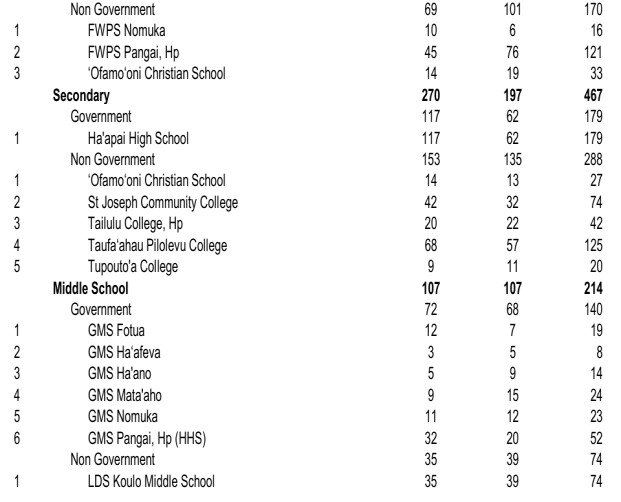 Non Government 69 101 170
1 FWPS Nomuka 10 6 16
2 FWPS Pangai, Hp 45 76 121
3 ‘Ofamo‘oni Christian School 14 19 33
Secondary 270 197 467
Government 117 62 179
1 Ha'apai High School 117 62 179
Non Government 153 135 288
1 ‘Ofamo‘oni Christian School 14 13 27
2 St Joseph Community College 42 32 74
3 Tailulu College, Hp 20 22 42
4 Taufa‘ahau Pilolevu College 68 57 125
5 Tupouto'a College 9 11 20
Middle School 107 107 214
Government 72 68 140
1 GMS Fotua 12 7 19
2 GMS Ha‘afeva 3 5 8
3 GMS Ha'ano 5 9 14
4 GMS Mata'aho 9 15 24
5 GMS Nomuka 11 12 23
6 GMS Pangai, Hp (HHS) 32 20 52
Non Government 35 39 74
1 LDS Koulo Middle School 35 39 74